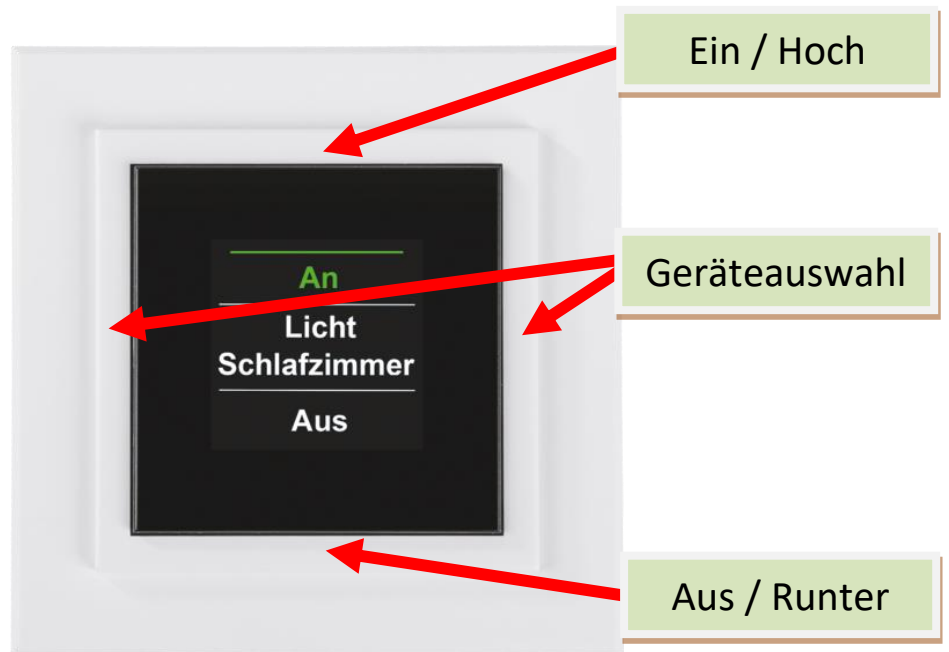 Ein / Hoch
Geräteauswahl
An
Licht
Schlafzimmer
Aus
Aus / Runter